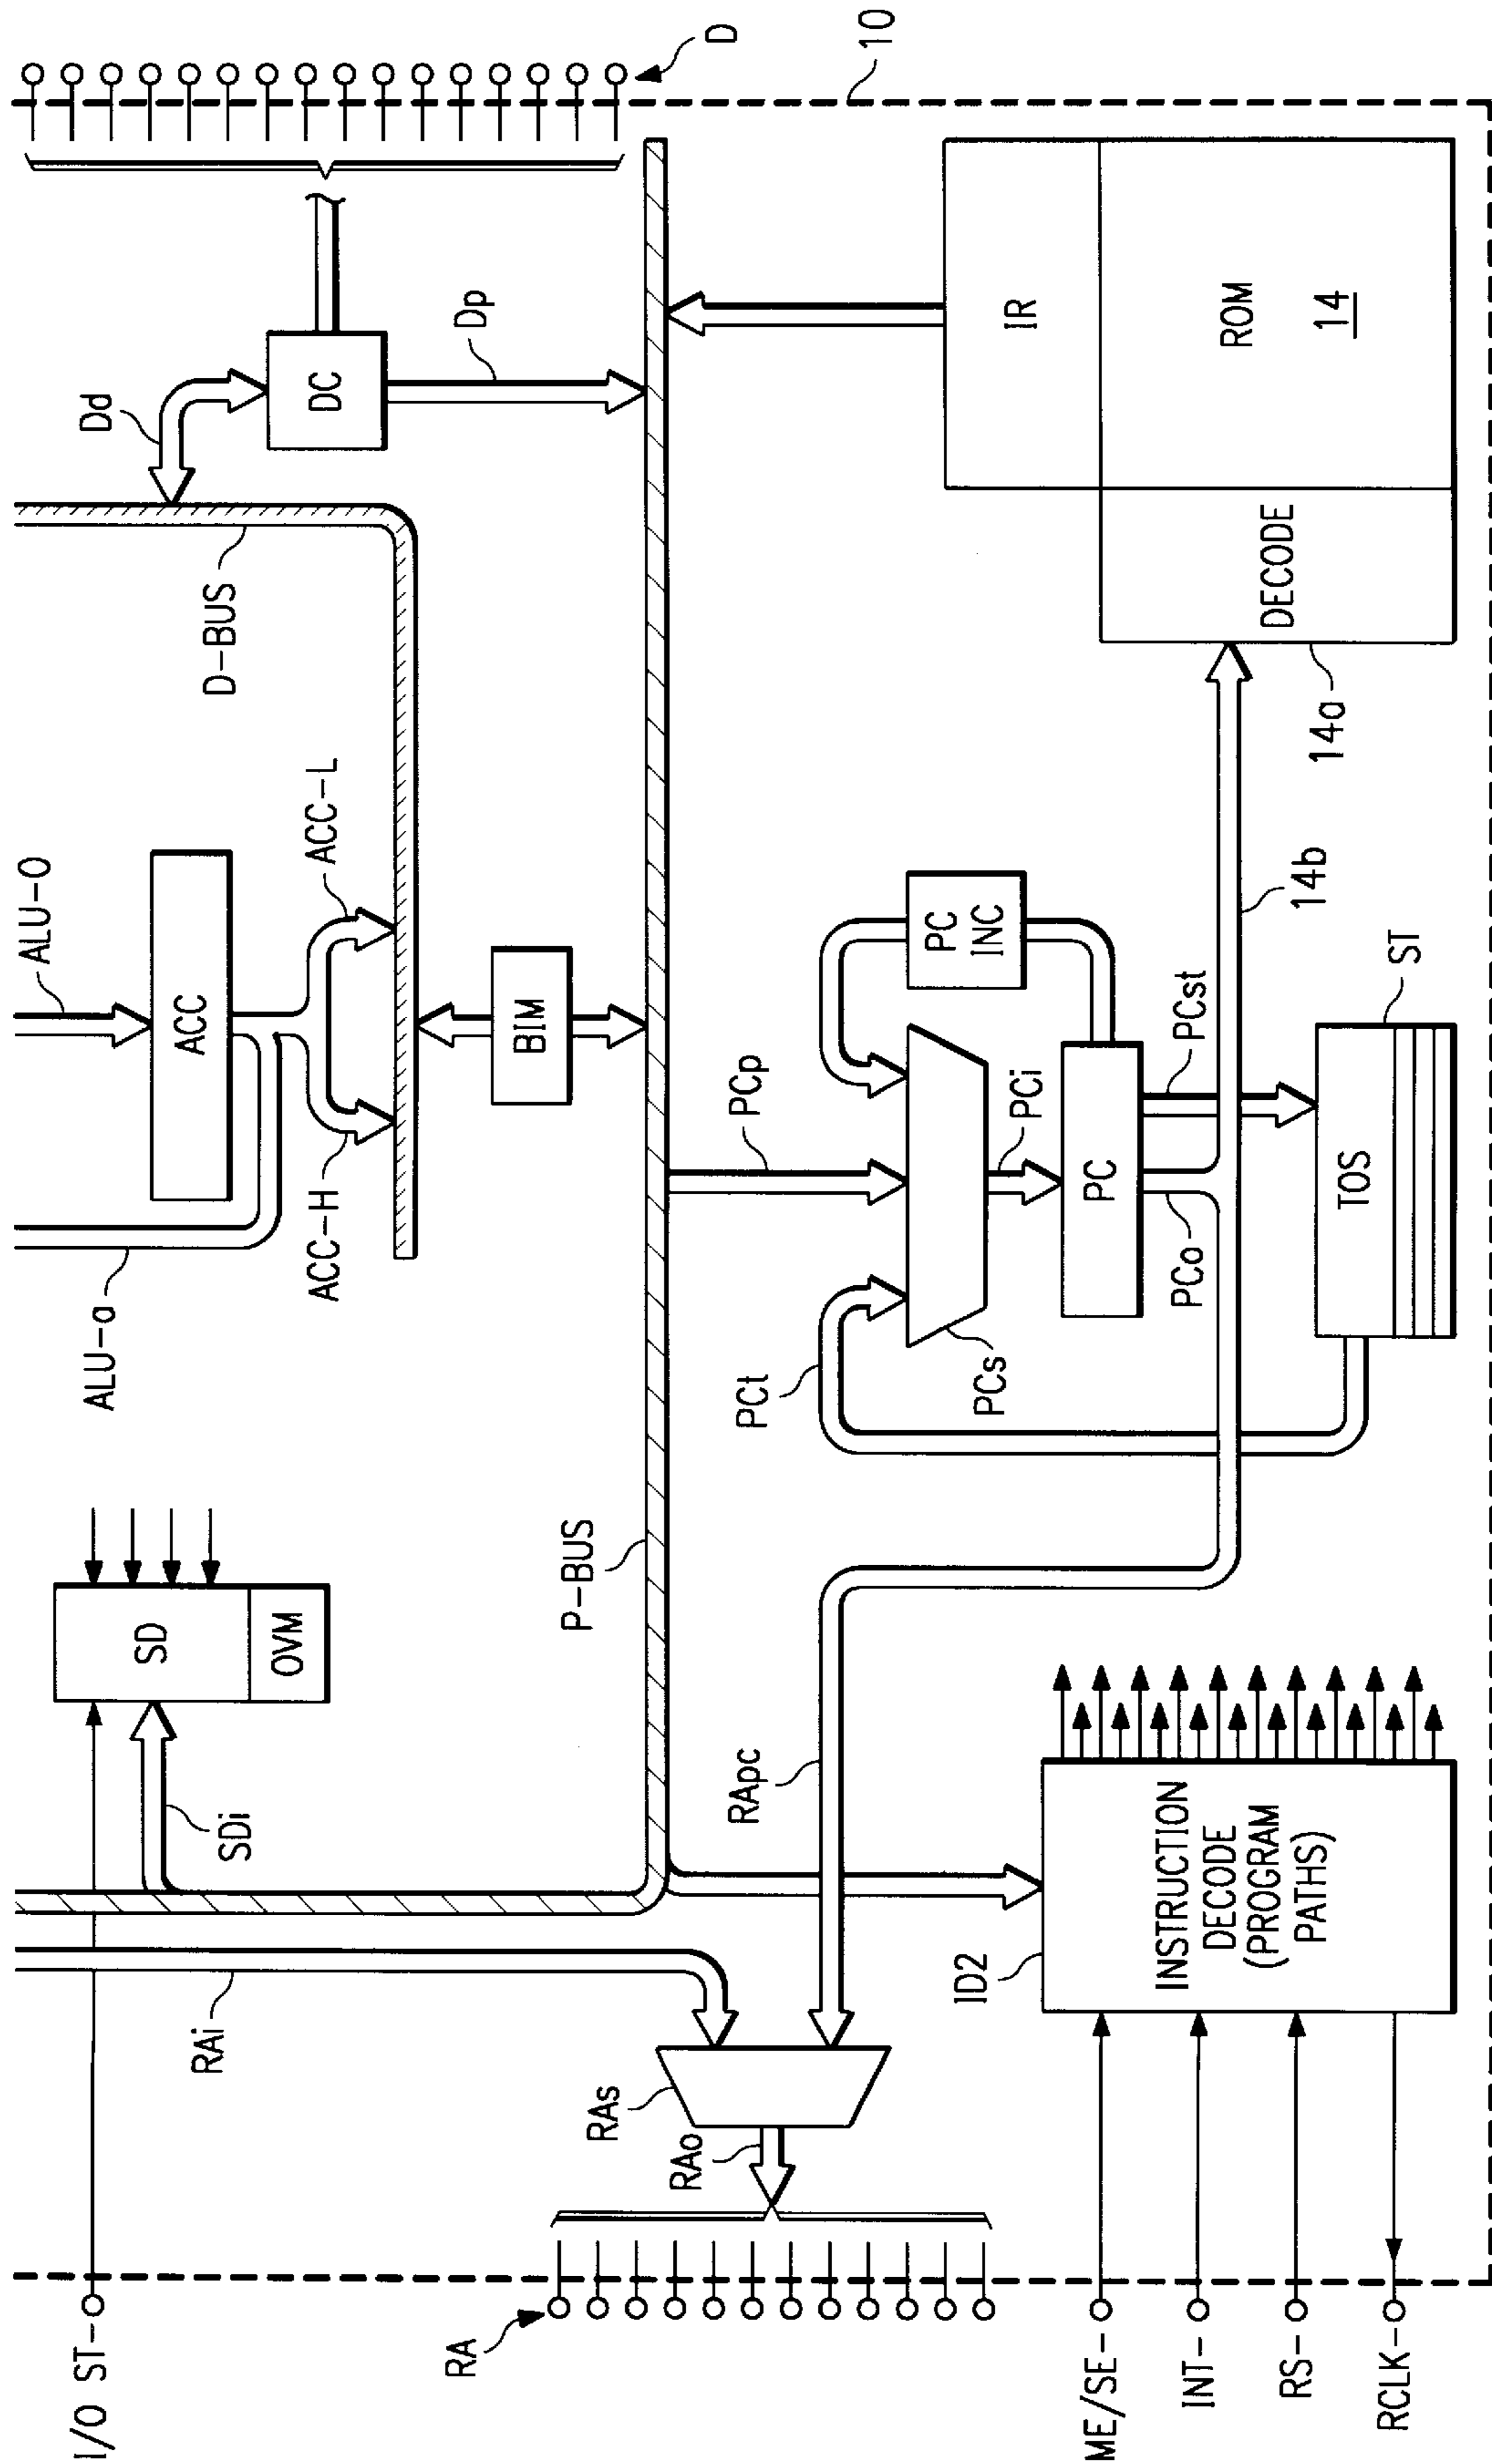 I/O ST-
RAi
SDi
SD
OVM
ALU-a
ALU-O
ACC
ACC-H
ACC-L
D-BUS
Dd
DC
Dp
D
10
BIM
P-BUS
RA
RAo
RAs
RApc
PCt
PCp
PCs
PCi
PC
INC
PC
PCo
PCst
14b
ST
TOS
IR
ROM
14
DECODE
14a
ID2
INSTRUCTION
DECODE
(PROGRAM
PATHS)
ME/SE-
INT-
RS-
RCLK-